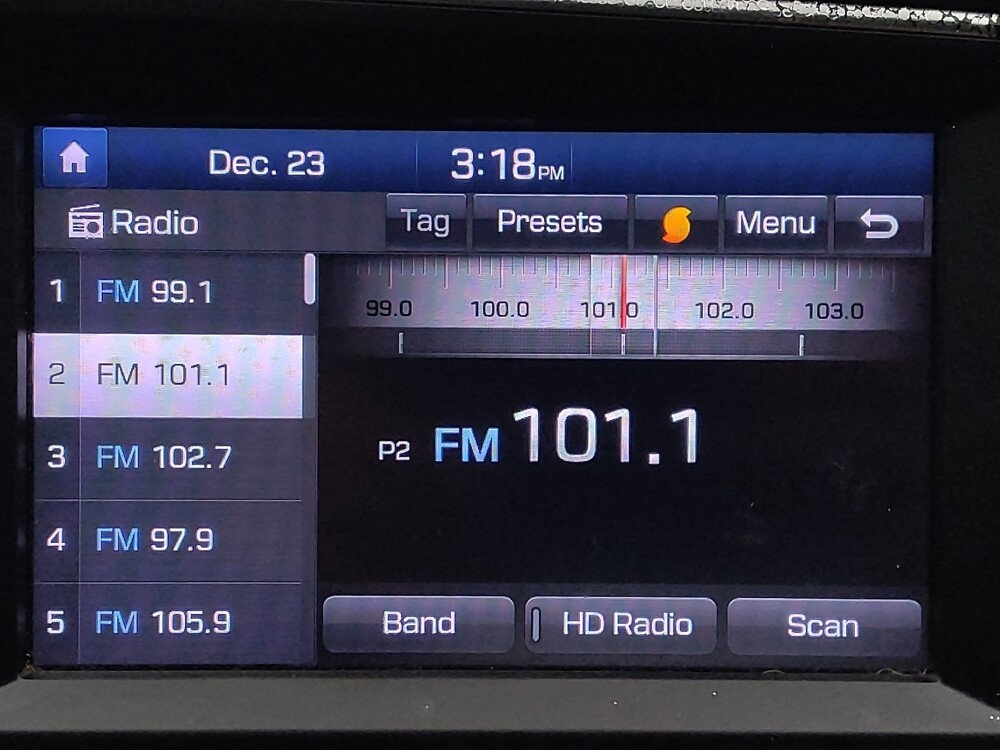 Dec. 23 3:18PM
Radio Tag Presets Menu
1 FM 99.1
2 FM 101.1
3 FM 102.7
4 FM 97.9
5 FM 105.9
99.0 100.0 101.0 102.0 103.0
P2 FM 101.1
Band HD Radio Scan